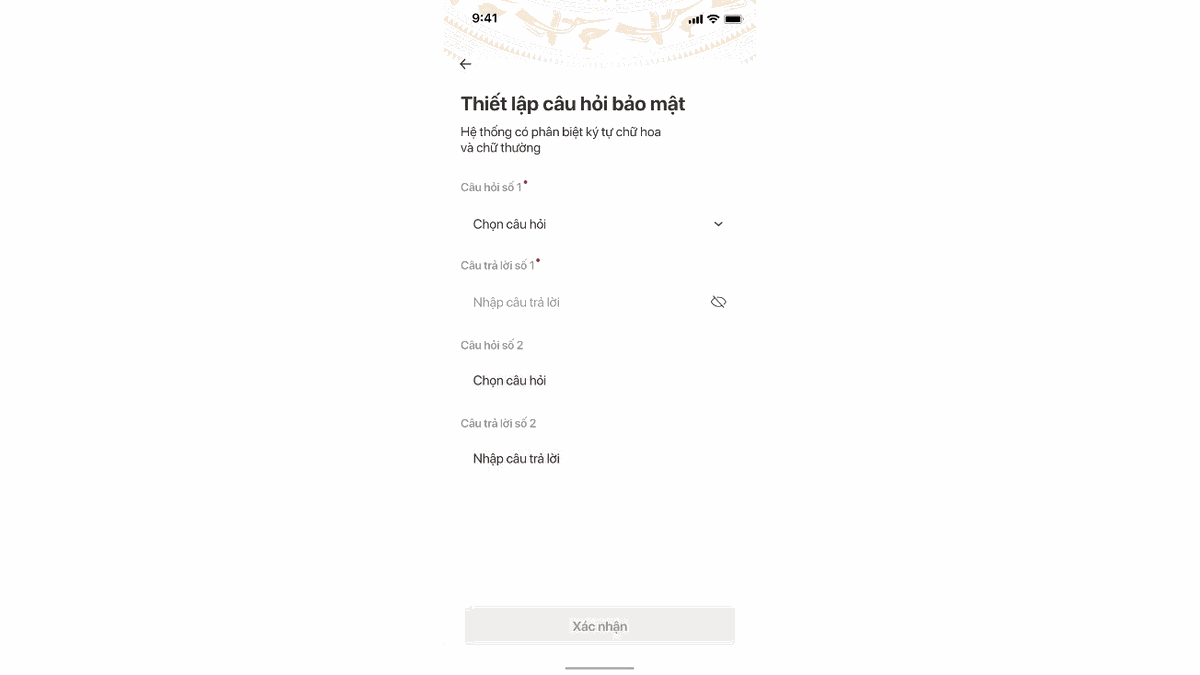 9:41
Thiết lập câu hỏi bảo mật
Hệ thống có phân biệt ký tự chữ hoa
và chữ thường
Câu hỏi số 1
Chọn câu hỏi
Câu trả lời số 1
Nhập câu trả lời
Câu hỏi số 2
Chọn câu hỏi
Câu trả lời số 2
Nhập câu trả lời
Xác nhận